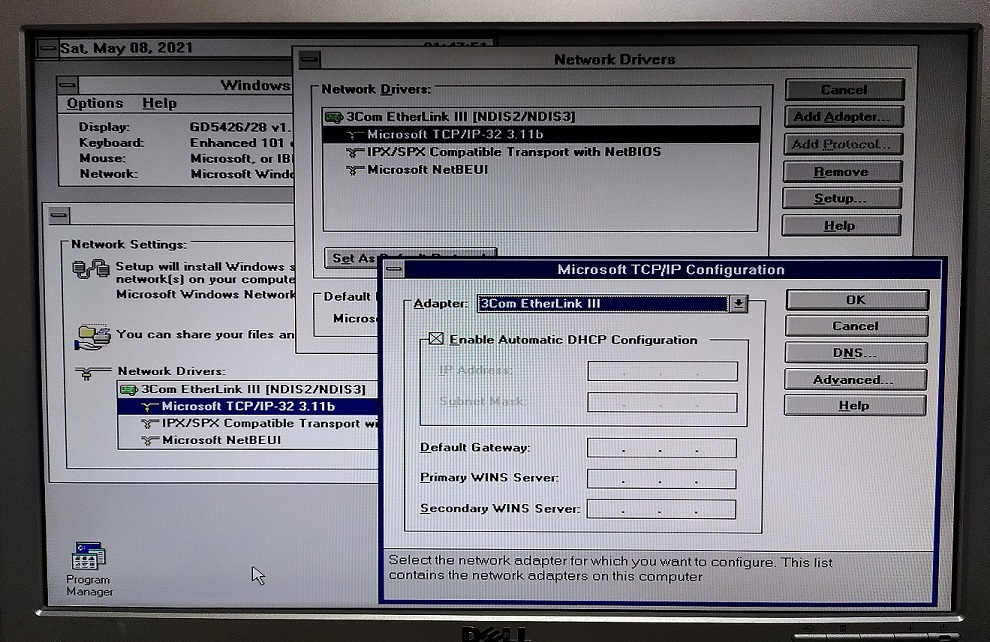 Sat, May 08, 2021
Windows
Options Help
Display: GD5426/28 v1.
Keyboard: Enhanced 101
Mouse: Microsoft, or
Network: Microsoft
Network Settings:
Setup will install Windows
network(s) on your
Microsoft Windows
You can share your files
Network Drivers:
3Com EtherLink III [NDIS2/NDIS3]
Microsoft TCP/IP-32 3.11b
IPX/SPX Compatible Transport
Microsoft NetBEUI
Program
Manager
Network Drivers
Network Drivers:
3Com EtherLink III [NDIS2/NDIS3]
Microsoft TCP/IP-32 3.11b
IPX/SPX Compatible Transport with NetBIOS
Microsoft NetBEUI
Set As
Default
Cancel
Add Adapter...
Add Protocol...
Remove
Setup...
Help
Microsoft TCP/IP Configuration
Adapter: 3Com EtherLink III
Enable Automatic DHCP Configuration
IP Address:
Subnet Mask:
Default Gateway:
Primary WINS Server:
Secondary WINS Server:
OK
Cancel
DNS...
Advanced...
Help
Select the network adapter for which you want to configure. This list
contains the network adapters on this computer
DELL